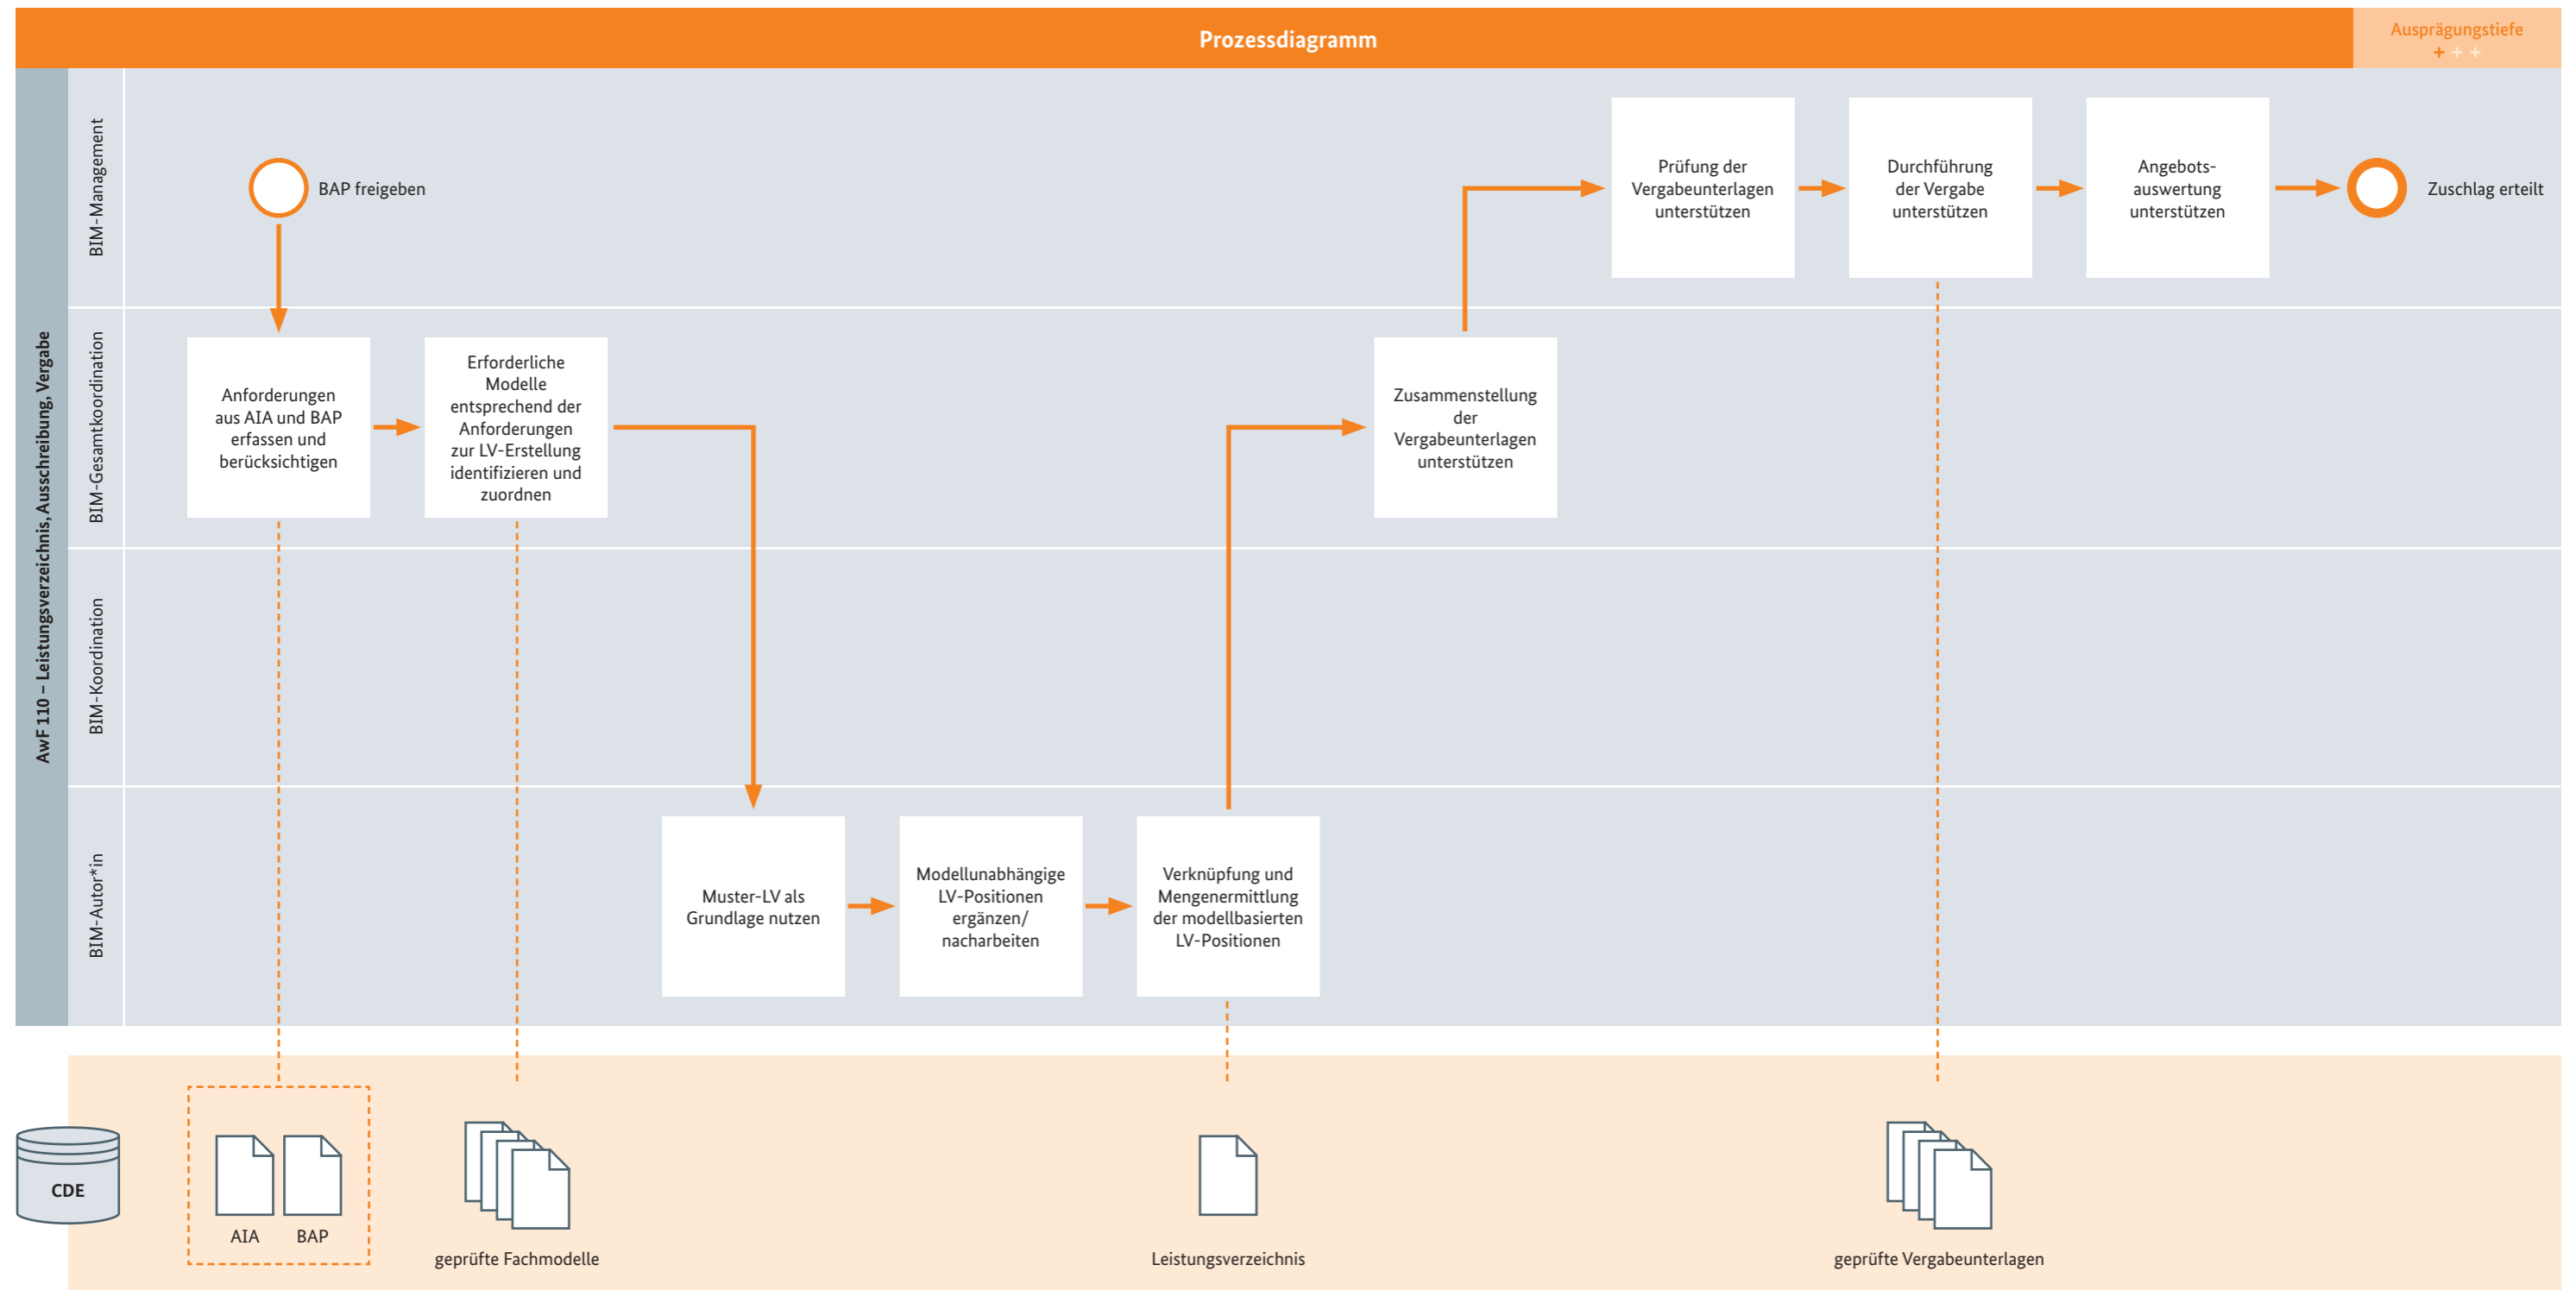 Prozessdiagramm
Ausprägungstiefe
+ + +
AwF 110 – Leistungsverzeichnis, Ausschreibung, Vergabe
BIM-Management
BAP freigeben
Prüfung der
Vergabeunterlagen
unterstützen
Durchführung
der Vergabe
unterstützen
Angebots-
auswertung
unterstützen
Zuschlag erteilt
BIM-Gesamtkoordination
Anforderungen
aus AIA und BAP
erfassen und
berücksichtigen
Erforderliche
Modelle
entsprechend der
Anforderungen
zur LV-Erstellung
identifizieren und
zuordnen
Zusammenstellung
der
Vergabeunterlagen
unterstützen
BIM-Koordination
BIM-Autor*in
Muster-LV als
Grundlage nutzen
Modellunabhängige
LV-Positionen
ergänzen/
nacharbeiten
Verknüpfung und
Mengenermittlung
der modellbasierten
LV-Positionen
CDE
AIA
BAP
geprüfte Fachmodelle
Leistungsverzeichnis
geprüfte Vergabeunterlagen